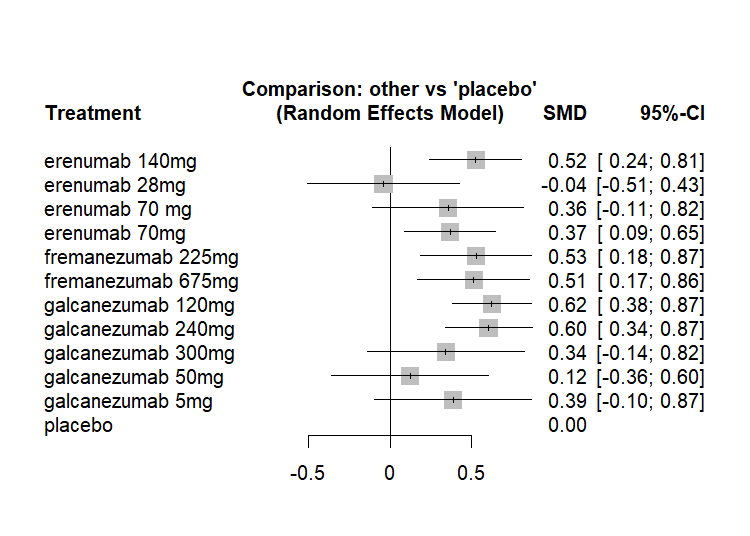 Comparison: other vs 'placebo'
Treatment (Random Effects Model) SMD 95%-CI
erenumab 140mg 0.52 [ 0.24; 0.81]
erenumab 28mg -0.04 [-0.51; 0.43]
erenumab 70 mg 0.36 [-0.11; 0.82]
erenumab 70mg 0.37 [ 0.09; 0.65]
fremanezumab 225mg 0.53 [ 0.18; 0.87]
fremanezumab 675mg 0.51 [ 0.17; 0.86]
galcanezumab 120mg 0.62 [ 0.38; 0.87]
galcanezumab 240mg 0.60 [ 0.34; 0.87]
galcanezumab 300mg 0.34 [-0.14; 0.82]
galcanezumab 50mg 0.12 [-0.36; 0.60]
galcanezumab 5mg 0.39 [-0.10; 0.87]
placebo 0.00
-0.5 0 0.5